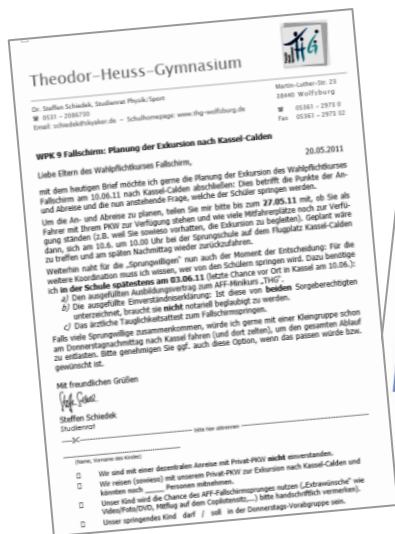 hl THG
Theodor-Heuss-Gymnasium
Dr. Steffen Schiedek, Studienrat Physik/Sport
☎ 0531 – 2086730
Email: schiedek@skyaker.de – Schulhomepage: www.thg-wolfsburg.de
Martin-Luther-Str. 23
38440 Wolfsburg
☎ 05361 – 2973 0
Fax 05361 – 2973 32
WPK 9 Fallschirm: Planung der Exkursion nach Kassel-Calden
20.05.2011
Liebe Eltern des Wahlpflichtkurses Fallschirm,
mit dem heutigen Brief möchte ich gerne die Planung der Exkursion des Wahlpflichtkurses
Fallschirm am 10.06.11 nach Kassel-Calden abschließen: Dies betrifft die Punkte der An-
und Abreise und die nun anstehende Frage, welche der Schüler springen werden.
Um die An- und Abreise zu planen, teilen Sie mir bitte bis zum 27.05.11 mit, ob Sie als
Fahrer mit Ihrem PKW zur Verfügung stehen und wie viele Mitfahrerplätze noch zur Verfü-
gung ständen (z.B. weil Sie sowieso vorhatten, die Exkursion zu begleiten). Geplant wäre
dann, sich am 10.6. um 10.00 Uhr bei der Sprungschule auf dem Flugplatz Kassel-Calden
zu treffen und am späten Nachmittag wieder zurückzufahren.
Weiterhin naht für die „Sprungwilligen“ nun auch der Moment der Entscheidung: Für die
weitere Koordination muss ich wissen, wer von den Schülern springen wird. Dazu benötige
ich in der Schule spätestens am 03.06.11 (letzte Chance vor Ort in Kassel am 10.06.):
a) Den ausgefüllten Ausbildungsvertrag zum AFF-Minikurs „THG“.
b) Die ausgefüllte Einverständniserklärung: Ist diese von beiden Sorgeberechtigten
unterzeichnet, braucht sie nicht notariell beglaubigt zu werden.
c) Das ärztliche Tauglichkeitsattest zum Fallschirmspringen.
Falls viele Sprungwillige zusammenkommen, würde ich gerne mit einer Kleingruppe schon
am Donnerstagnachmittag nach Kassel fahren (und dort zelten), um den gesamten Ablauf
zu entlasten. Bitte genehmigen Sie ggf. auch diese Option, wenn das passen würde bzw.
gewünscht ist.
Mit freundlichen Grüßen
Steffen Schiedek
Studienrat
bitte hier abtrennen
(Name, Vorname des Kindes)
Wir sind mit einer dezentralen Anreise mit Privat-PKW nicht einverstanden.
Wir reisen (sowieso) mit unserem Privat-PKW zur Exkursion nach Kassel-Calden und
könnten noch _____ Personen mitnehmen.
Unser Kind wird die Chance des AFF-Fallschirmsprunges nutzen („Extrawünsche“ wie
Video/Foto/DVD, Mitflug auf dem Copilotensitz,...) bitte handschriftlich vermerken).
Unser springendes Kind darf / soll in der Donnerstags-Vorabgruppe sein.